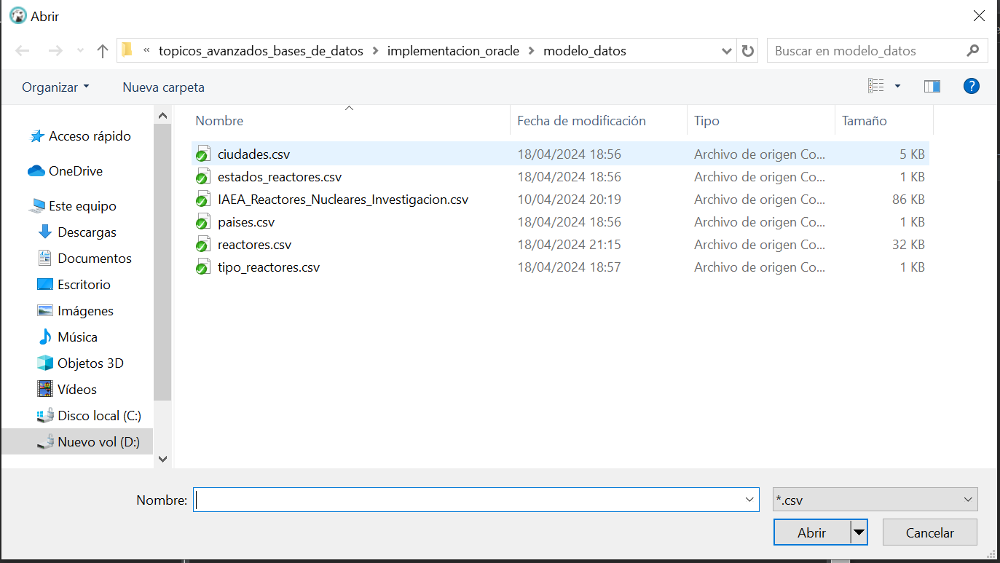 Abrir
« topicos_avanzados_bases_de_datos > implementacion_oracle > modelo_datos
Buscar en modelo_datos
Organizar
Nueva carpeta
?
Nombre Fecha de modificación Tipo Tamaño
Acceso rápido
OneDrive
Este equipo
Descargas
Documentos
Escritorio
Imágenes
Música
Objetos 3D
Vídeos
Disco local (C:)
Nuevo vol (D:)
ciudades.csv 18/04/2024 18:56 Archivo de origen Co... 5 KB
estados_reactores.csv 18/04/2024 18:56 Archivo de origen Co... 1 KB
IAEA_Reactores_Nucleares_Investigacion.csv 10/04/2024 20:19 Archivo de origen Co... 86 KB
paises.csv 18/04/2024 18:56 Archivo de origen Co... 1 KB
reactores.csv 18/04/2024 21:15 Archivo de origen Co... 32 KB
tipo_reactores.csv 18/04/2024 18:57 Archivo de origen Co... 1 KB
Nombre:
*.csv
Abrir
Cancelar